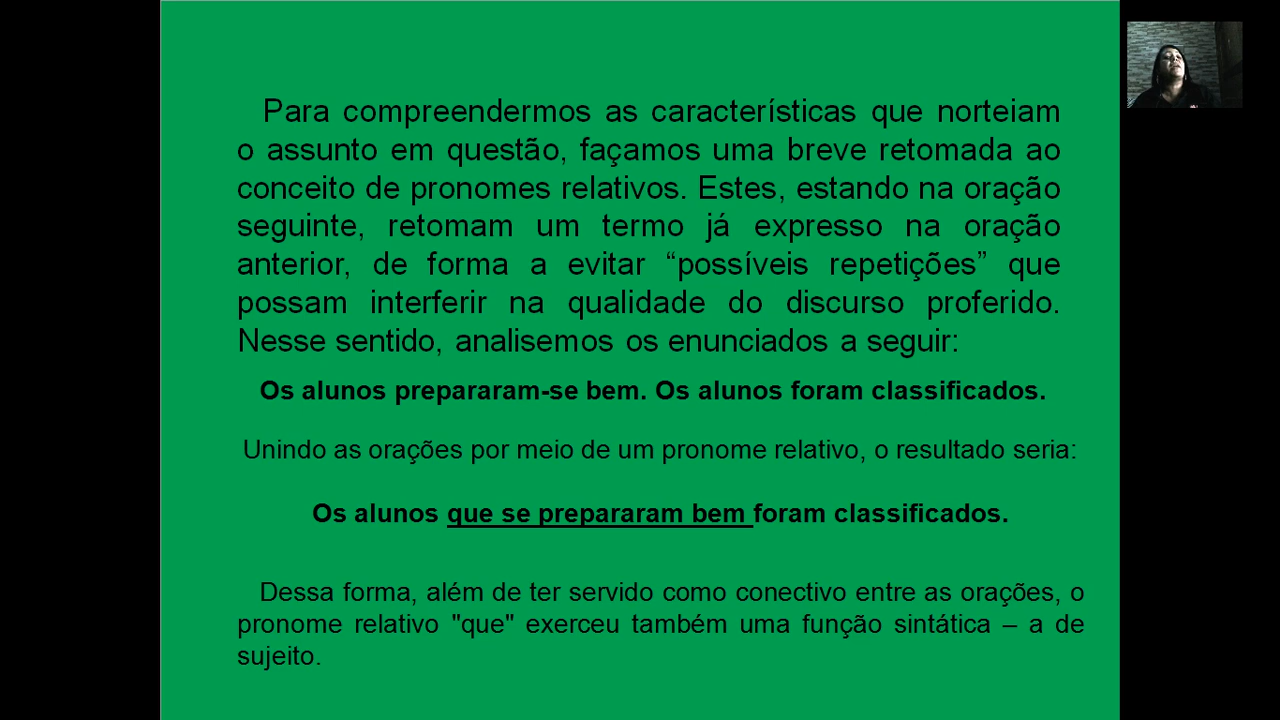 Para compreendermos as características que norteiam
o assunto em questão, façamos uma breve retomada ao
conceito de pronomes relativos. Estes, estando na oração
seguinte, retomam um termo já expresso na oração
anterior, de forma a evitar “possíveis repetições” que
possam interferir na qualidade do discurso proferido.
Nesse sentido, analisemos os enunciados a seguir:
Os alunos prepararam-se bem. Os alunos foram classificados.
Unindo as orações por meio de um pronome relativo, o resultado seria:
Os alunos que se prepararam bem foram classificados.
Dessa forma, além de ter servido como conectivo entre as orações, o
pronome relativo "que" exerceu também uma função sintática – a de
sujeito.